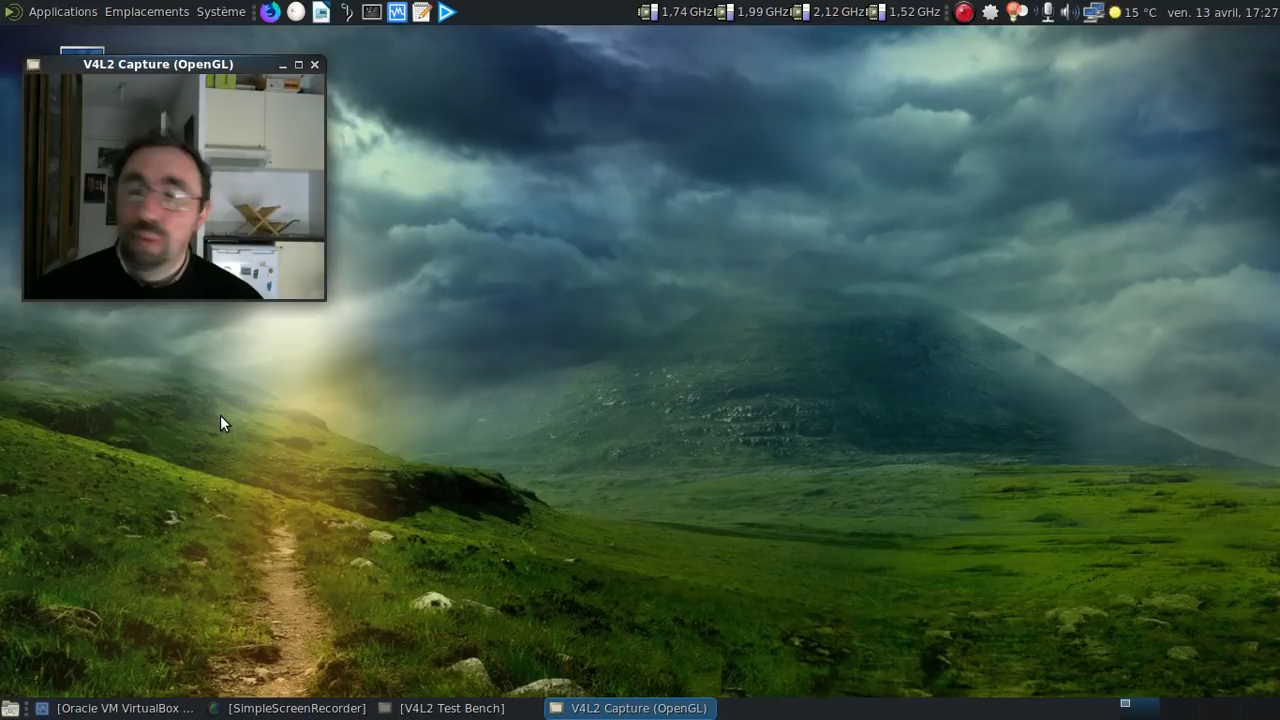 Applications Emplacements Système 1,74 GHz 1,99 GHz 2,12 GHz 1,52 GHz 15 °C ven. 13 avril, 17:27
V4L2 Capture (OpenGL)
[Oracle VM VirtualBox ... [SimpleScreenRecorder] [V4L2 Test Bench] V4L2 Capture (OpenGL)